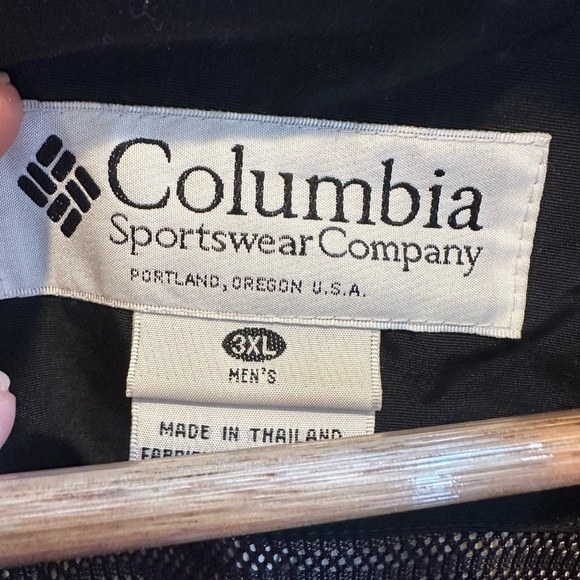 Columbia
Sportswear Company
PORTLAND, OREGON U.S.A.
3XL
MEN'S
MADE IN THAILAND